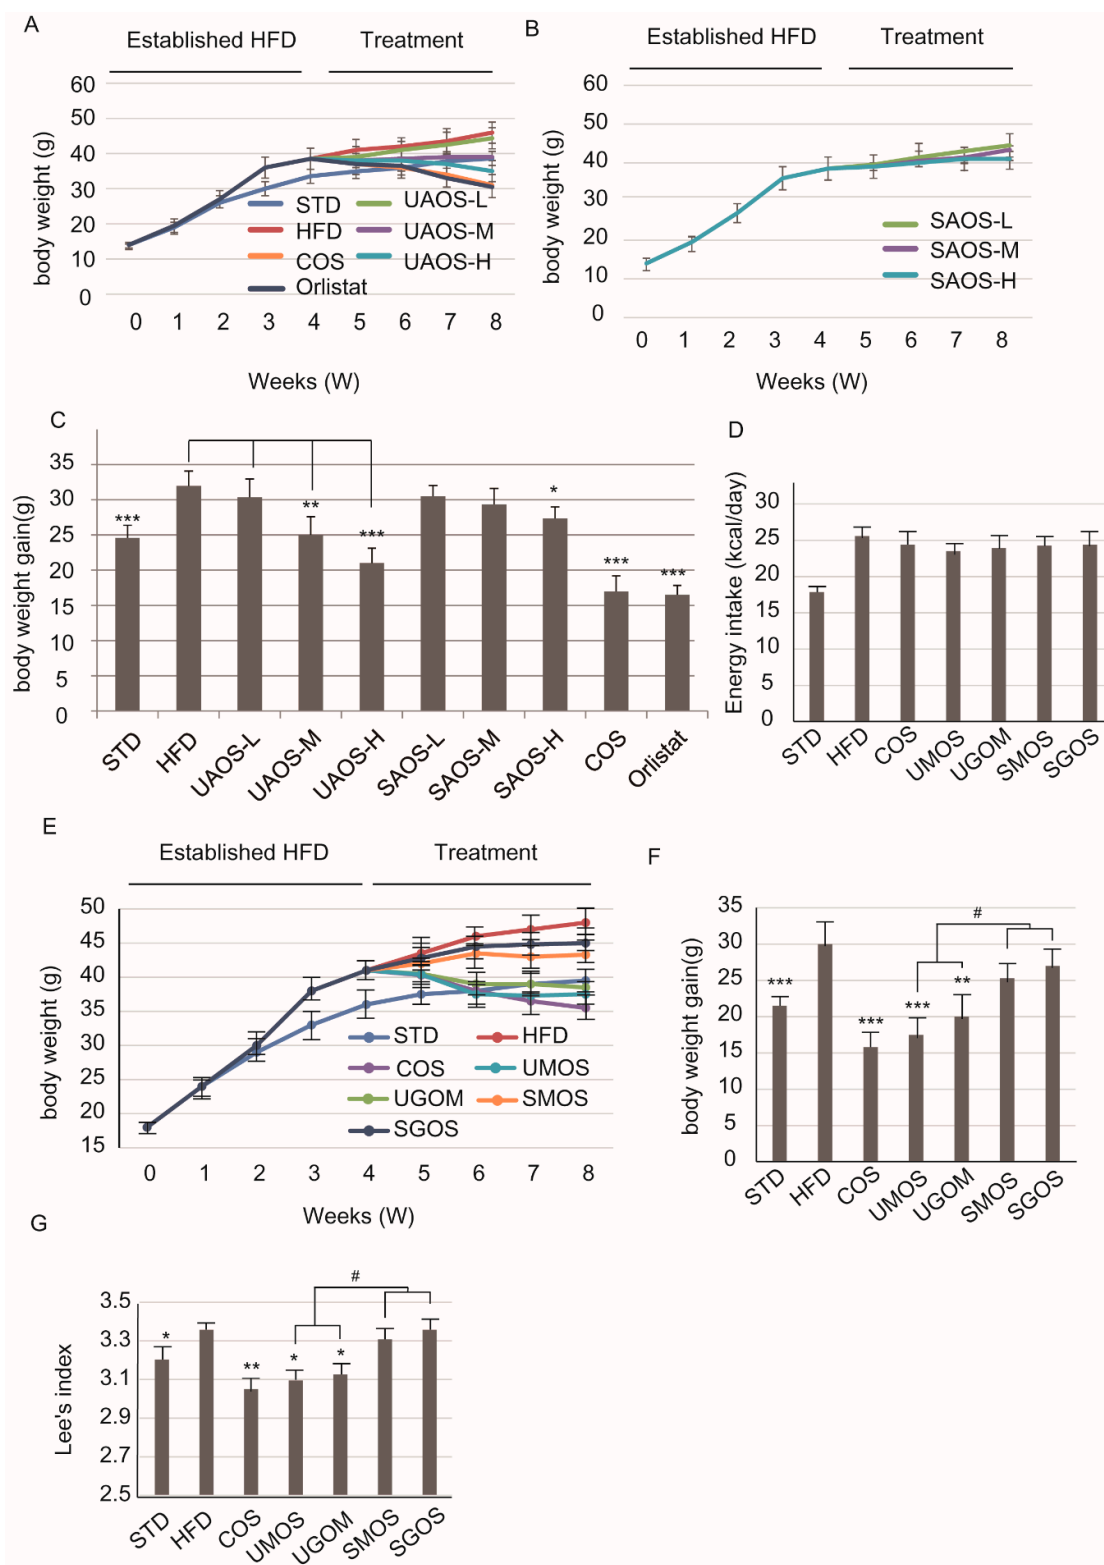 A
Established HFD
Treatment
body weight (g)
60
50
40
30
20
10
0
STD
UAOS-L
HFD
UAOS-M
COS
UAOS-H
Orlistat
0 1 2 3 4 5 6 7 8
Weeks (W)
B
Established HFD
Treatment
body weight (g)
60
50
40
30
20
10
0
SAOS-L
SAOS-M
SAOS-H
0 1 2 3 4 5 6 7 8
Weeks (W)
C
body weight gain(g)
35
30
25
20
15
10
5
0
***
**
***
*
***
***
STD HFD UAOS-L UAOS-M UAOS-H SAOS-L SAOS-M SAOS-H COS Orlistat
D
Energy intake (kcal/day)
30
25
20
15
10
5
0
STD HFD COS UMOS UGOM SMOS SGOS
E
Established HFD
Treatment
body weight (g)
50
45
40
35
30
25
20
15
STD
HFD
COS
UMOS
UGOM
SMOS
SGOS
0 1 2 3 4 5 6 7 8
Weeks (W)
F
body weight gain(g)
35
30
25
20
15
10
5
0
#
***
***
***
**
STD HFD COS UMOS UGOM SMOS SGOS
G
Lee's index
3.5
3.3
3.1
2.9
2.7
2.5
#
*
**
*
*
STD HFD COS UMOS UGOM SMOS SGOS